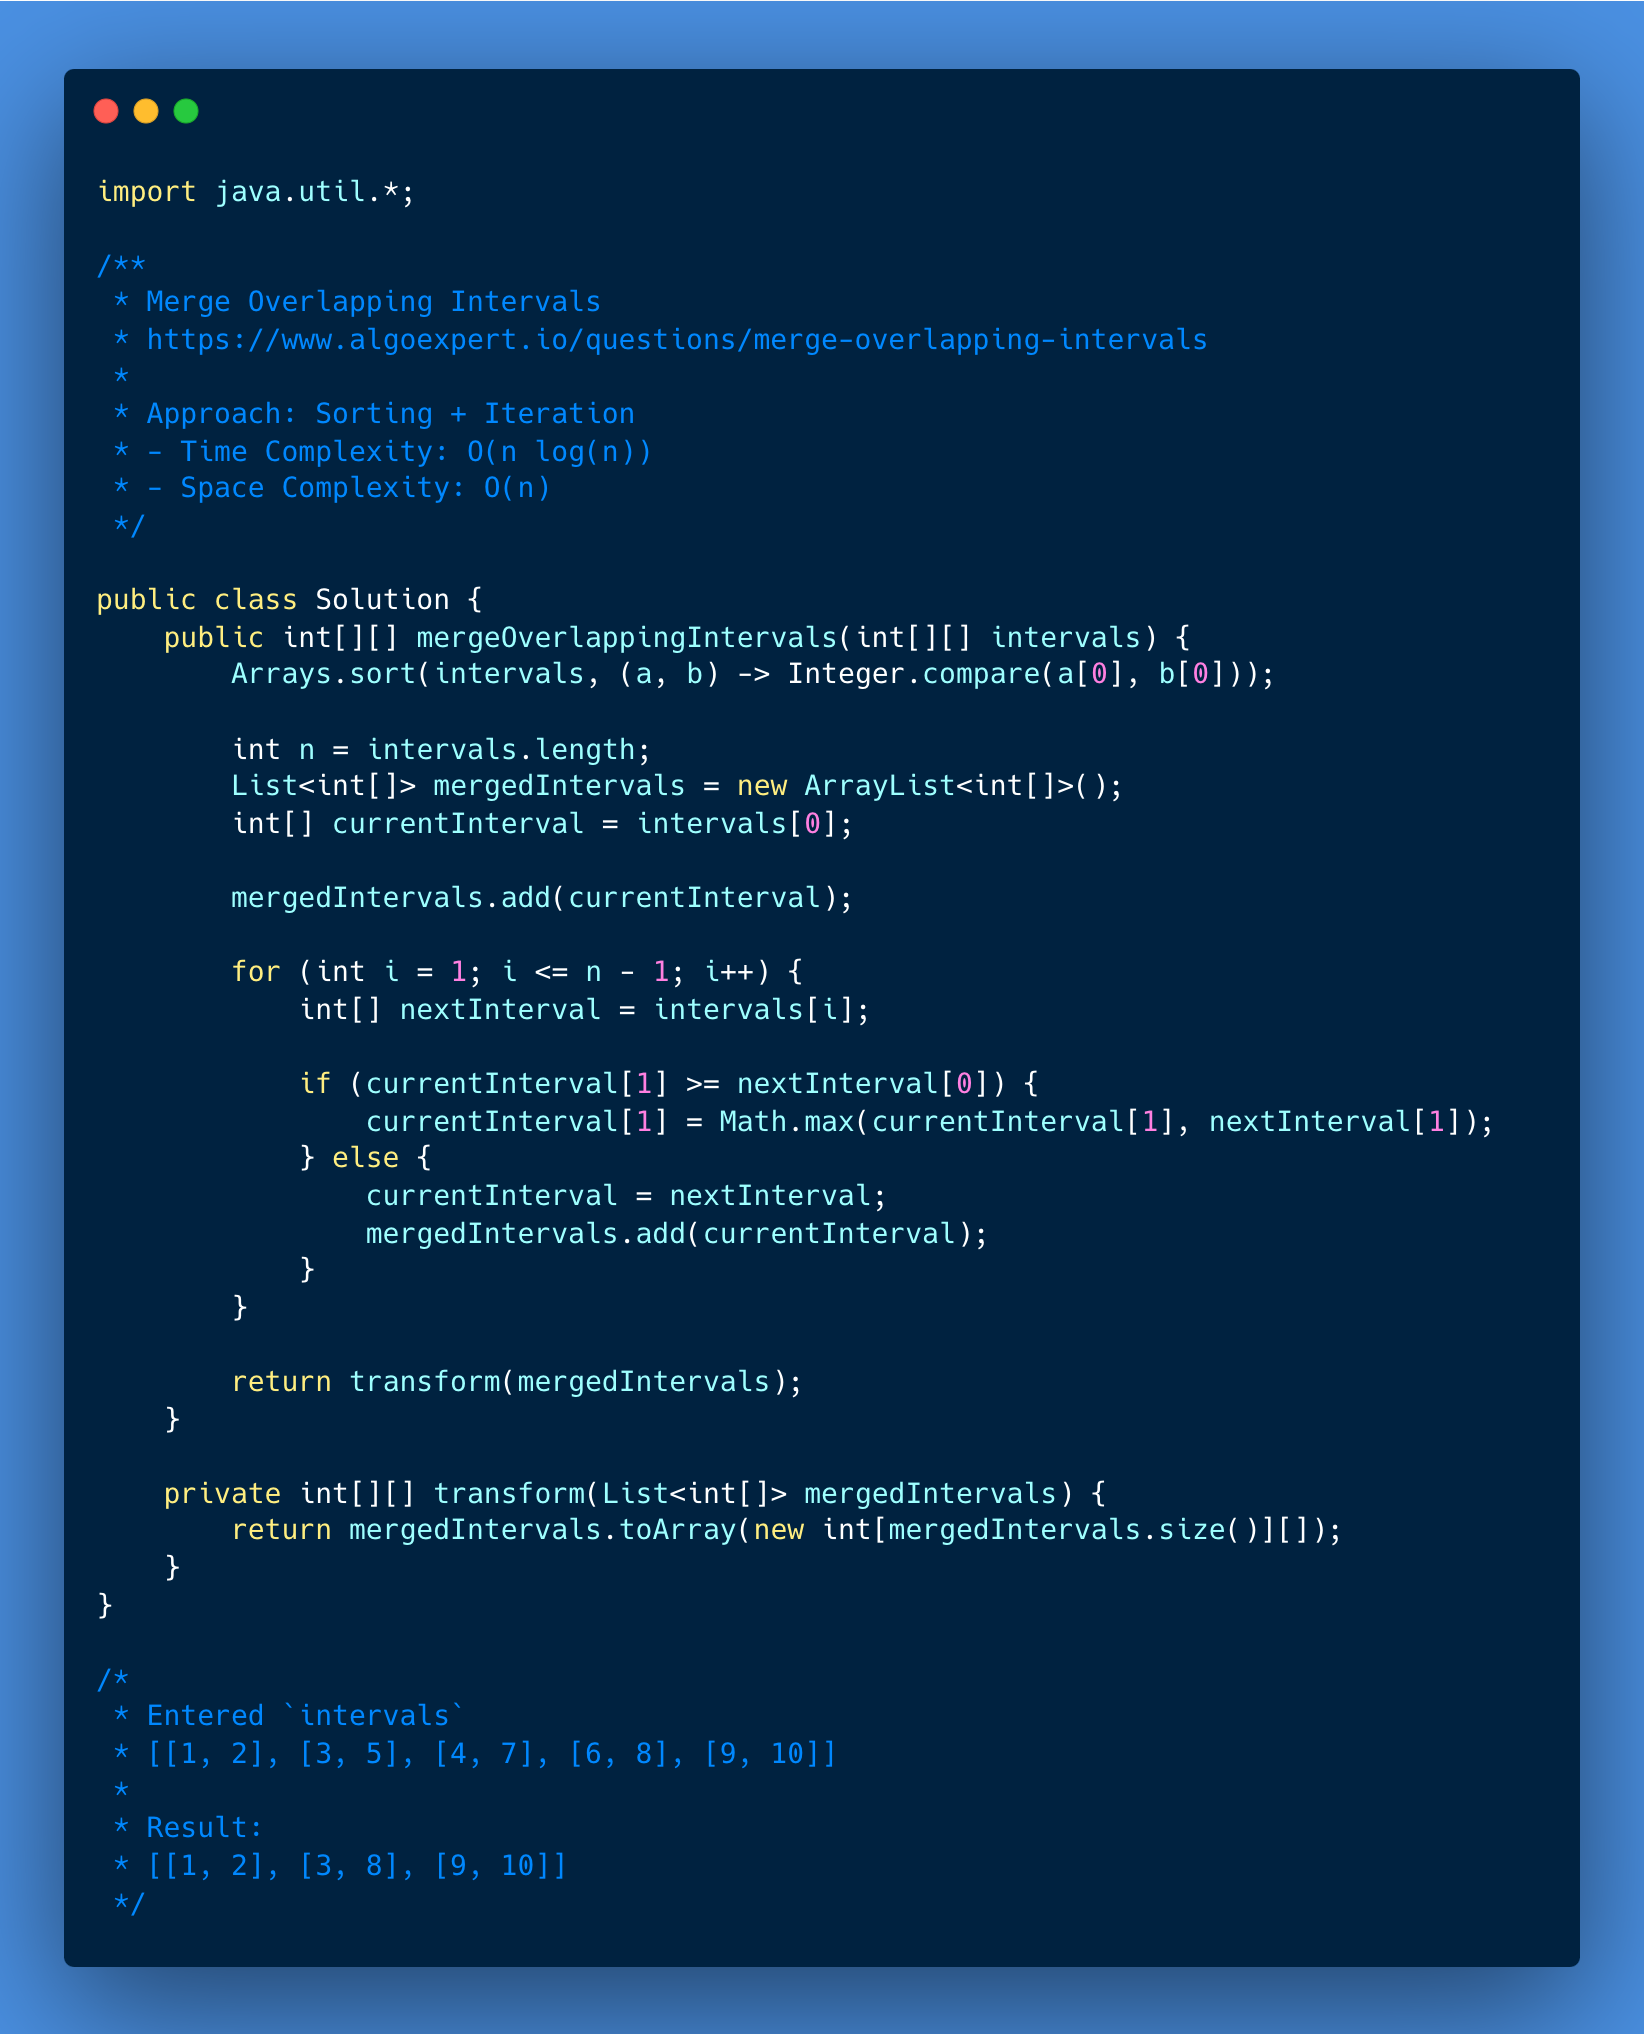 import java.util.*;

/**
 * Merge Overlapping Intervals
 * https://www.algoexpert.io/questions/merge-overlapping-intervals
 *
 * Approach: Sorting + Iteration
 * - Time Complexity: O(n log(n))
 * - Space Complexity: O(n)
 */

public class Solution {
    public int[][] mergeOverlappingIntervals(int[][] intervals) {
        Arrays.sort(intervals, (a, b) -> Integer.compare(a[0], b[0]));

        int n = intervals.length;
        List<int[]> mergedIntervals = new ArrayList<int[]>();
        int[] currentInterval = intervals[0];

        mergedIntervals.add(currentInterval);

        for (int i = 1; i <= n - 1; i++) {
            int[] nextInterval = intervals[i];

            if (currentInterval[1] >= nextInterval[0]) {
                currentInterval[1] = Math.max(currentInterval[1], nextInterval[1]);
            } else {
                currentInterval = nextInterval;
                mergedIntervals.add(currentInterval);
            }
        }

        return transform(mergedIntervals);
    }

    private int[][] transform(List<int[]> mergedIntervals) {
        return mergedIntervals.toArray(new int[mergedIntervals.size()][]);
    }
}

/*
 * Entered `intervals`
 * [[1, 2], [3, 5], [4, 7], [6, 8], [9, 10]]
 *
 * Result:
 * [[1, 2], [3, 8], [9, 10]]
 */